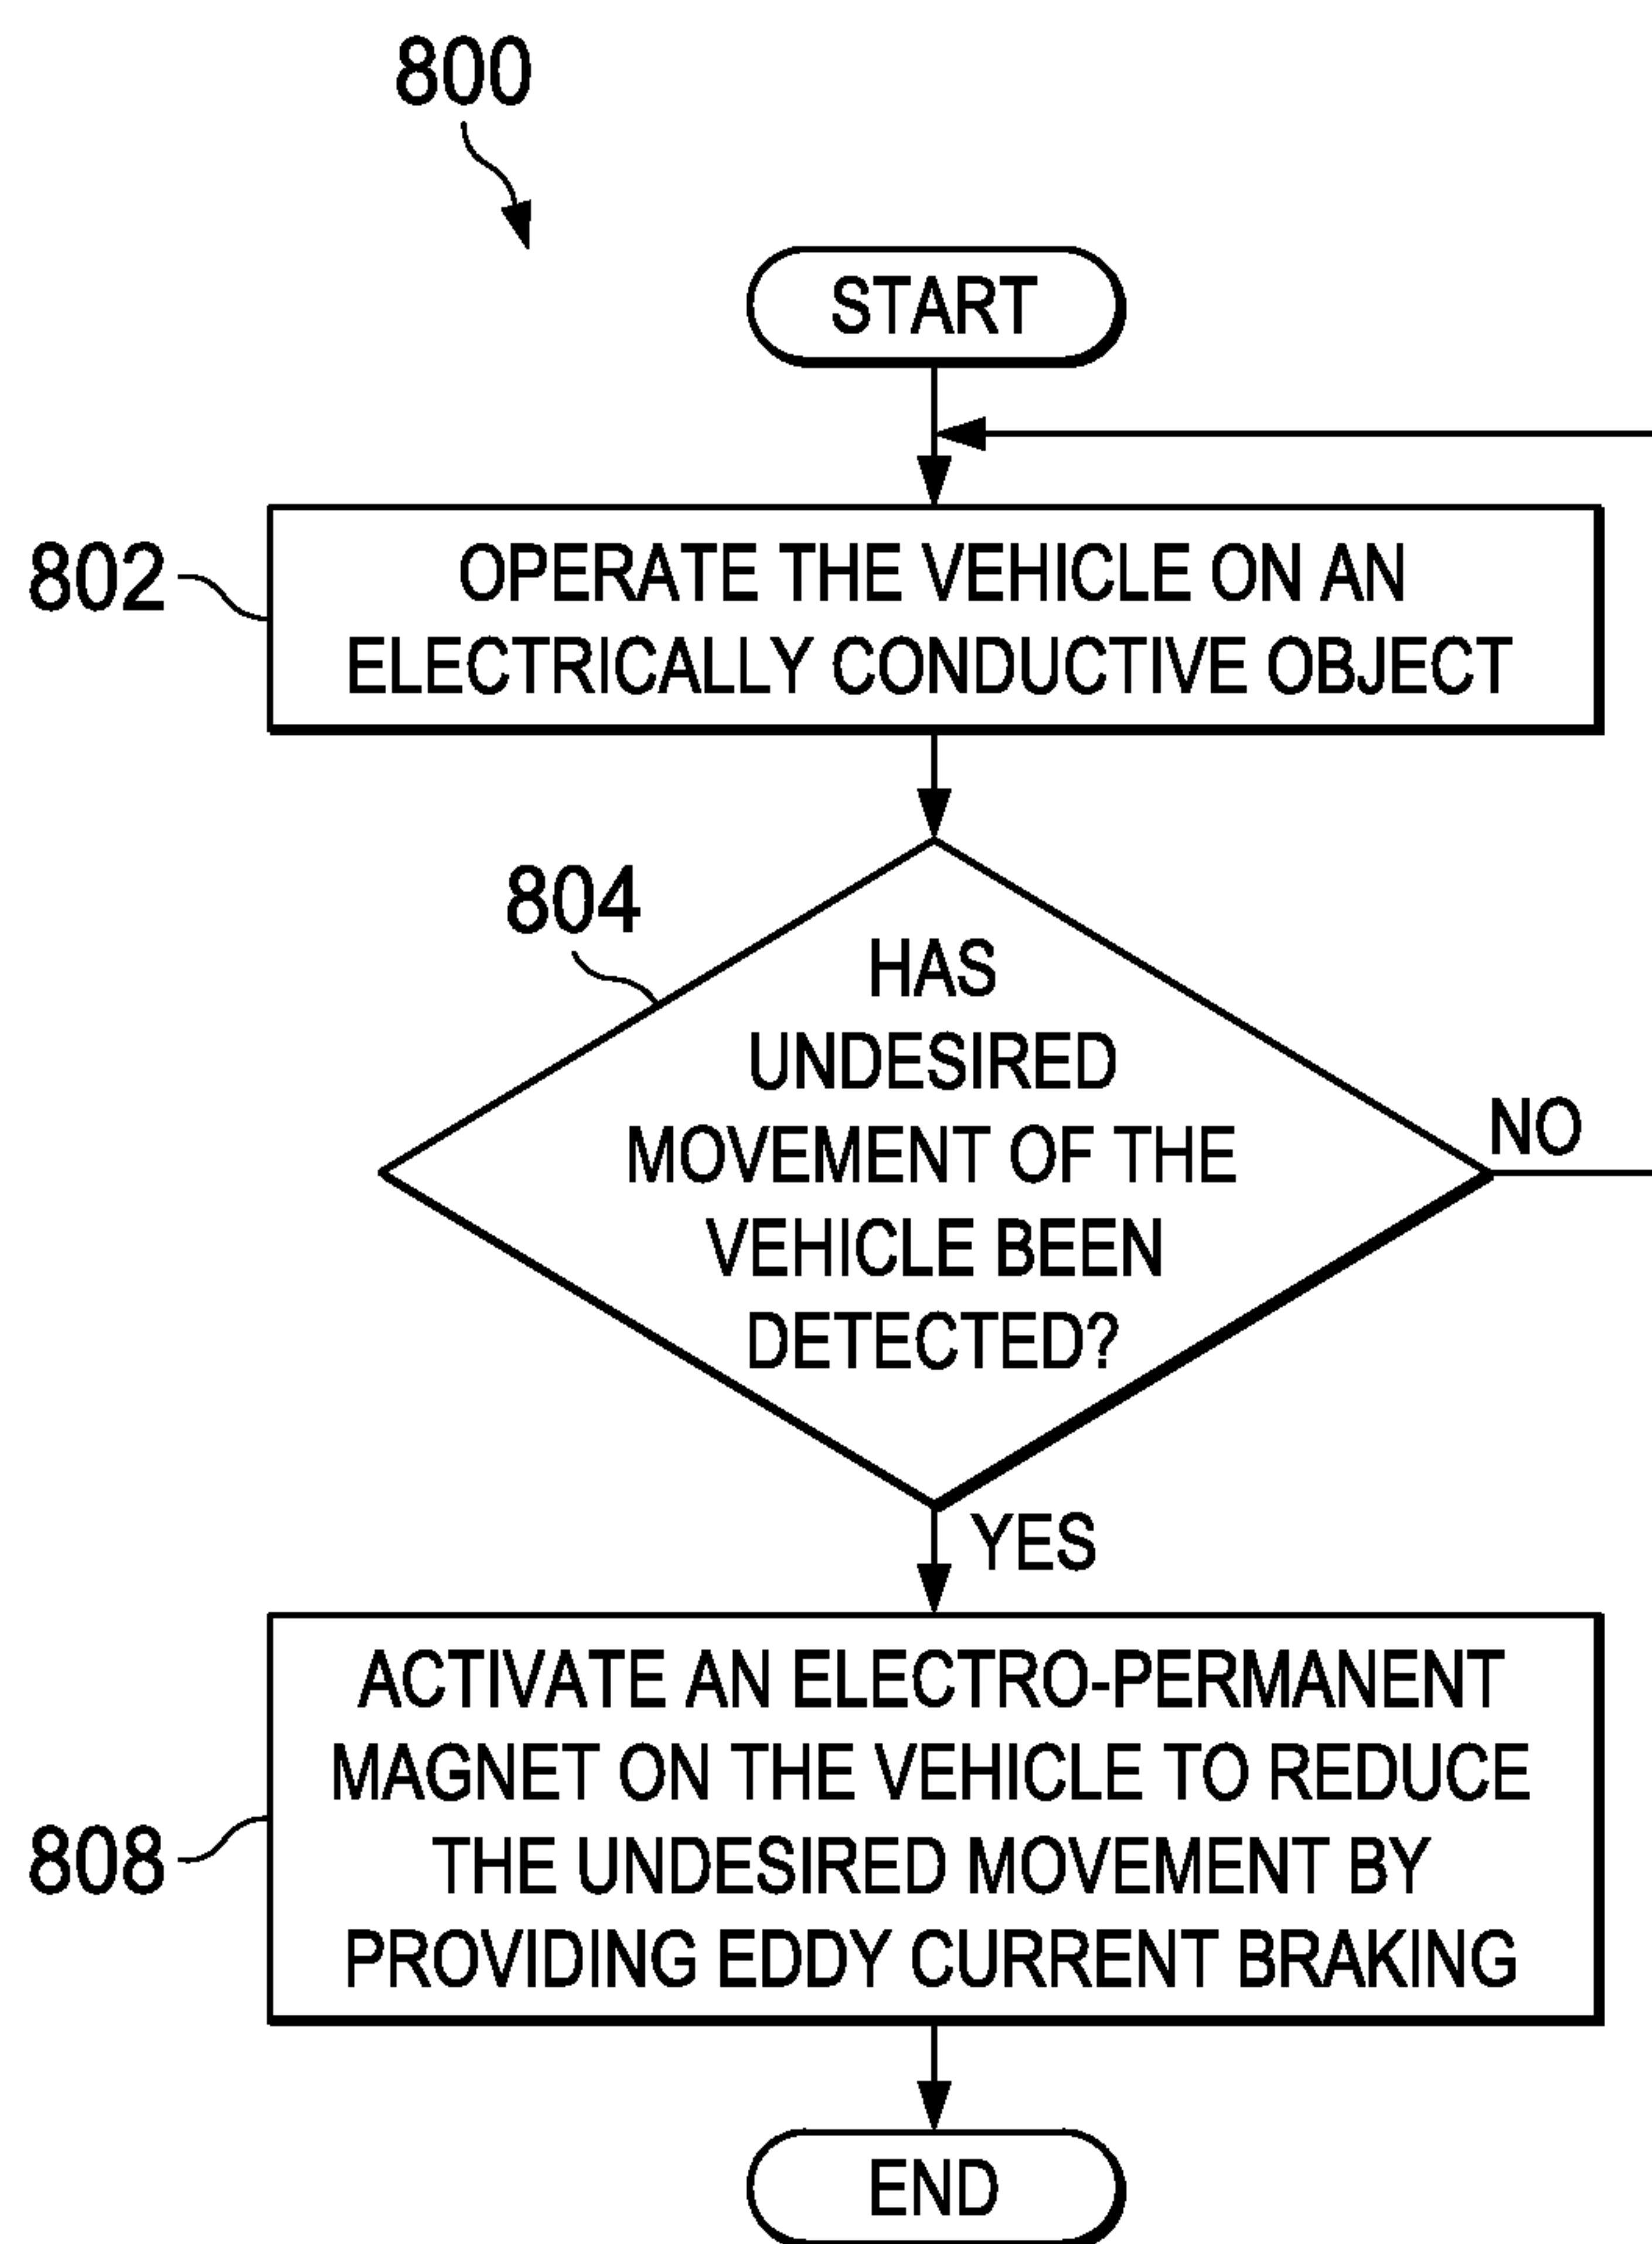 800
START
802
OPERATE THE VEHICLE ON AN
ELECTRICALLY CONDUCTIVE OBJECT
804
HAS
UNDESIRED
MOVEMENT OF THE
VEHICLE BEEN
DETECTED?
NO
YES
808
ACTIVATE AN ELECTRO-PERMANENT
MAGNET ON THE VEHICLE TO REDUCE
THE UNDESIRED MOVEMENT BY
PROVIDING EDDY CURRENT BRAKING
END